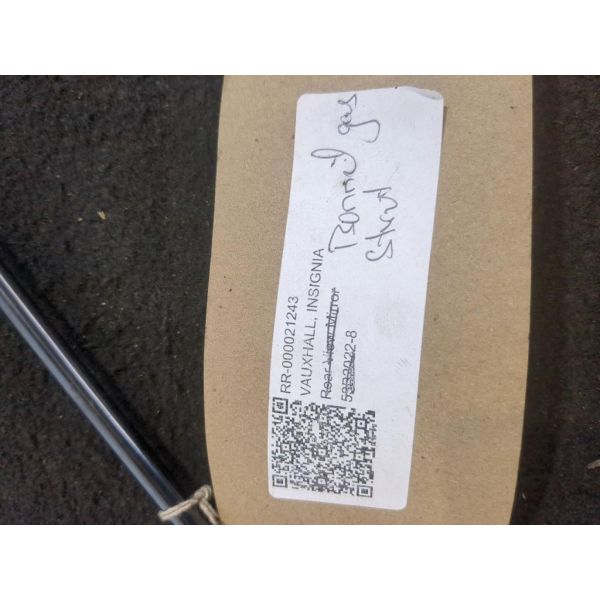 RR-000021243
VAUXHALL, INSIGNIA
Rear View Mirror
Bonnet gas
strut